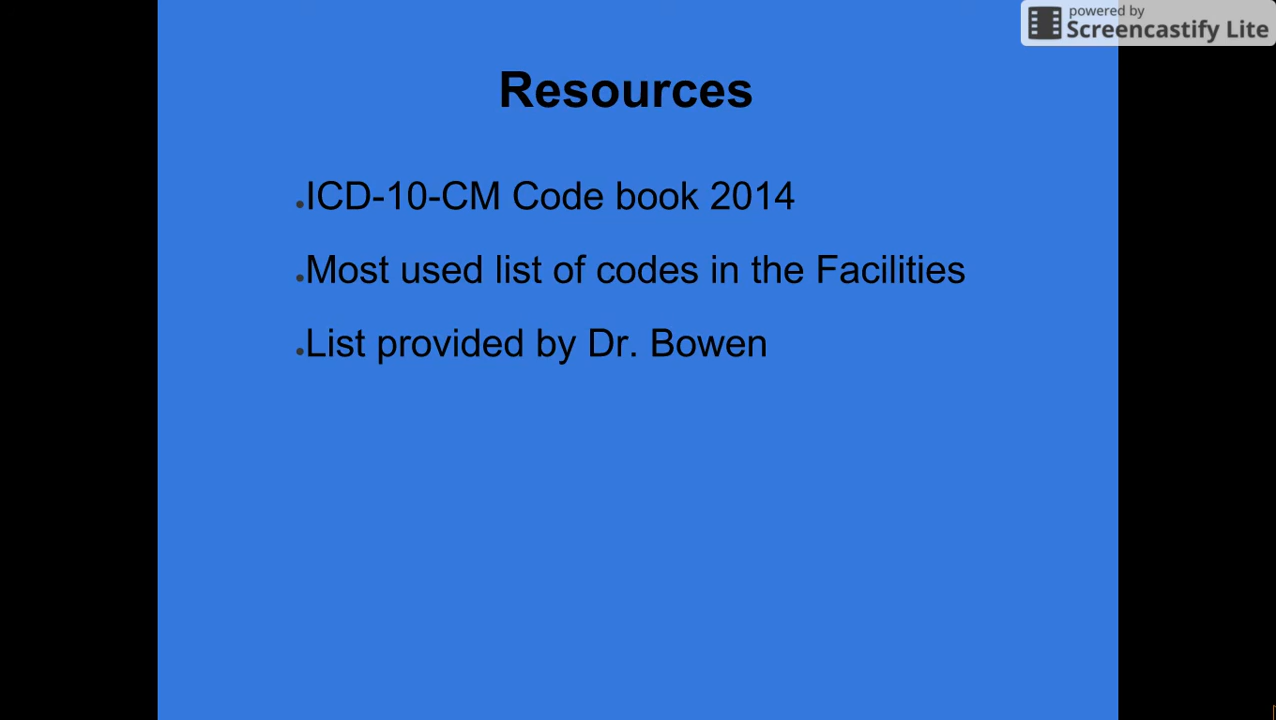 powered by
Screencastify Lite
Resources
ICD-10-CM Code book 2014
Most used list of codes in the Facilities
List provided by Dr. Bowen